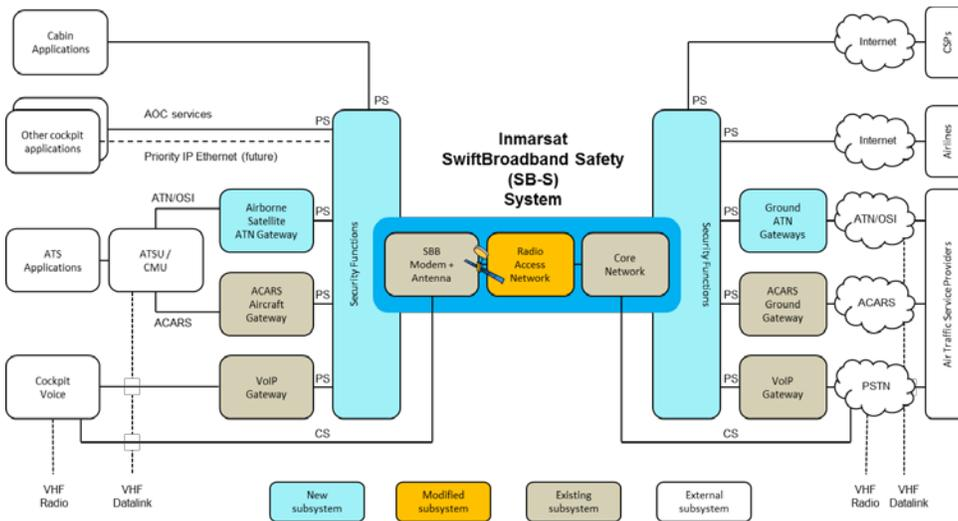 Cabin
Applications
PS
AOC services
PS
Other cockpit
applications
Priority IP Ethernet (future)
ATN/OSI
Airborne
Satellite
ATN Gateway
PS
ATS
Applications
ATSU /
CMU
ACARS
Aircraft
Gateway
PS
ACARS
Cockpit
Voice
VoIP
Gateway
PS
CS
VHF
Radio
VHF
Datalink
Security Functions
Inmarsat
SwiftBroadband Safety
(SB-S)
System
SBB
Modem +
Antenna
Radio
Access
Network
Core
Network
Security Functions
PS
Internet
CSPs
PS
Internet
Airlines
PS
Ground
ATN
Gateways
ATN/OSI
PS
ACARS
Ground
Gateway
ACARS
PS
VoIP
Gateway
PSTN
Air Traffic Service Providers
CS
VHF
Radio
VHF
Datalink
New
subsystem
Modified
subsystem
Existing
subsystem
External
subsystem